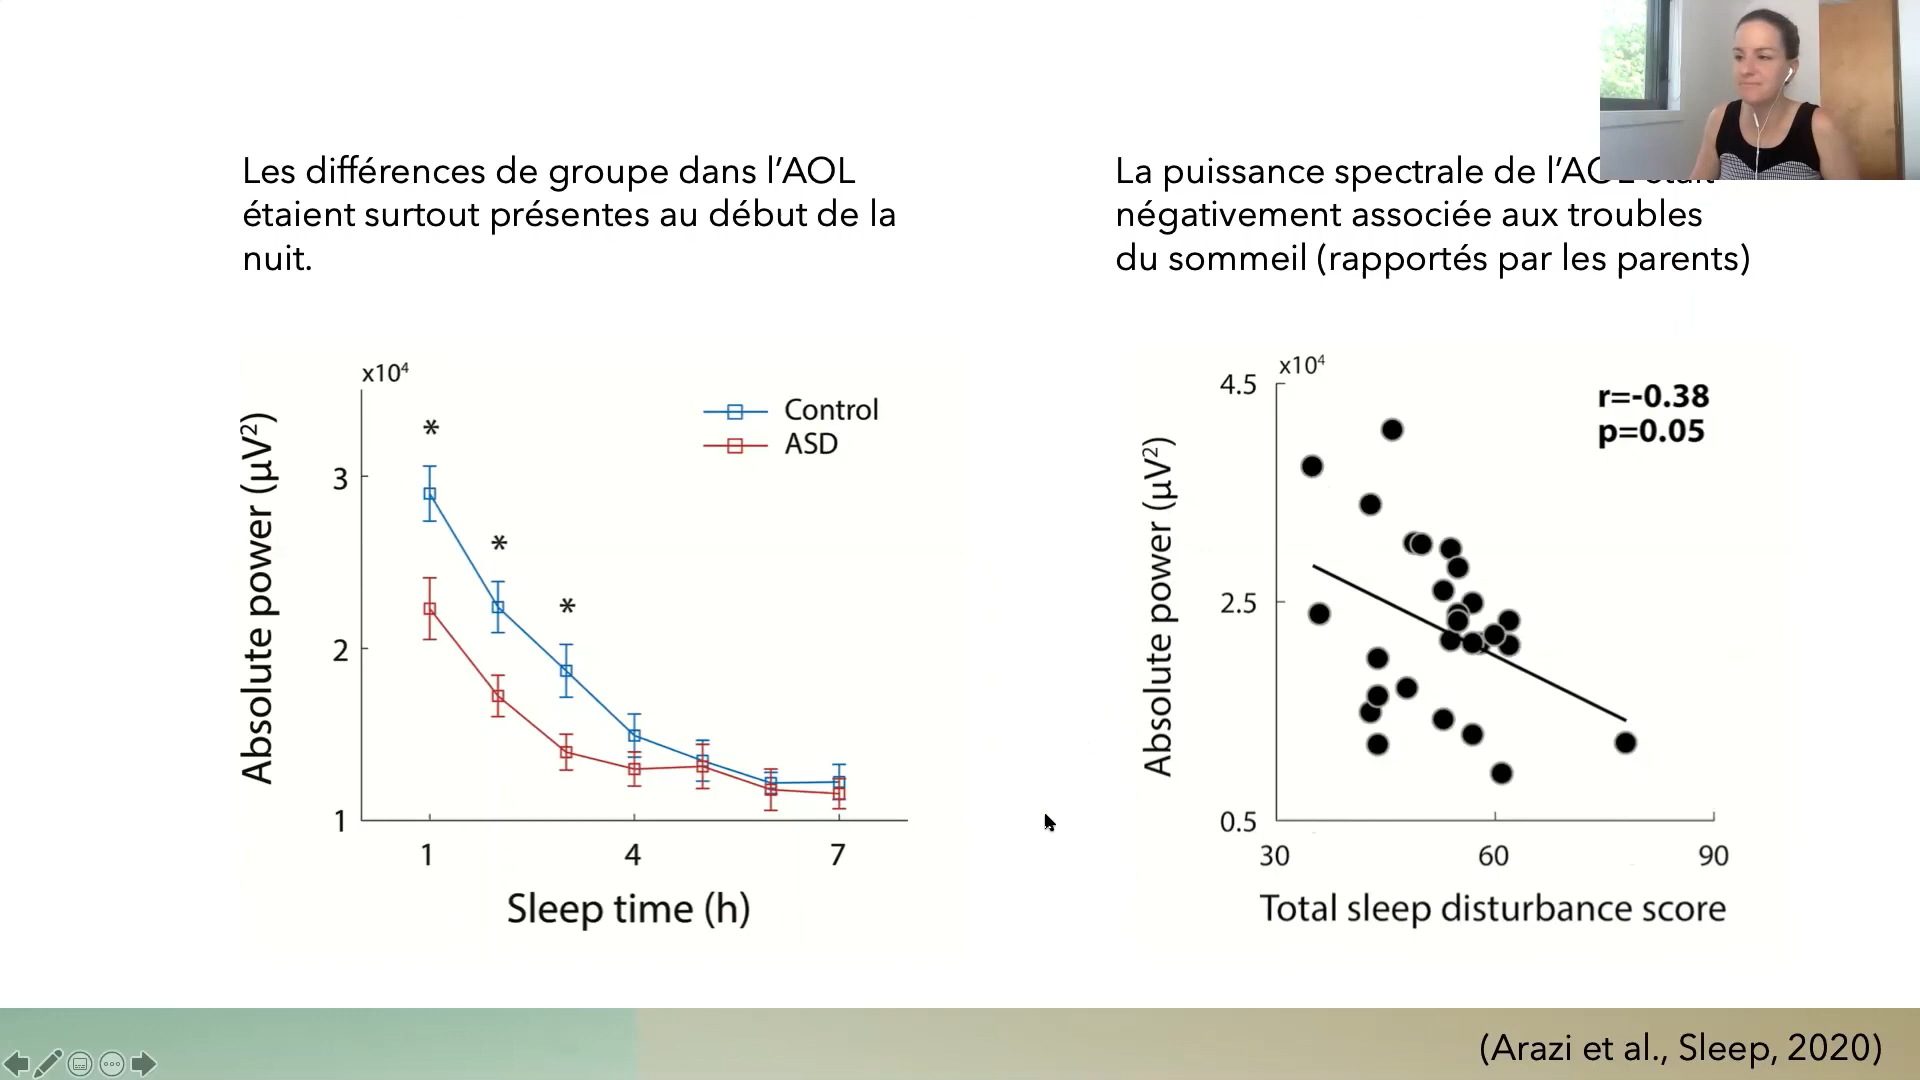 Les différences de groupe dans l'AOL
étaient surtout présentes au début de la
nuit.
La puissance spectrale de l'AOL était
négativement associée aux troubles
du sommeil (rapportés par les parents)
x10⁴
Absolute power (µV²)
3
2
1
*
*
*
Control
ASD
1
4
7
Sleep time (h)
x10⁴
Absolute power (µV²)
4.5
2.5
0.5
r=-0.38
p=0.05
30
60
90
Total sleep disturbance score
(Arazi et al., Sleep, 2020)